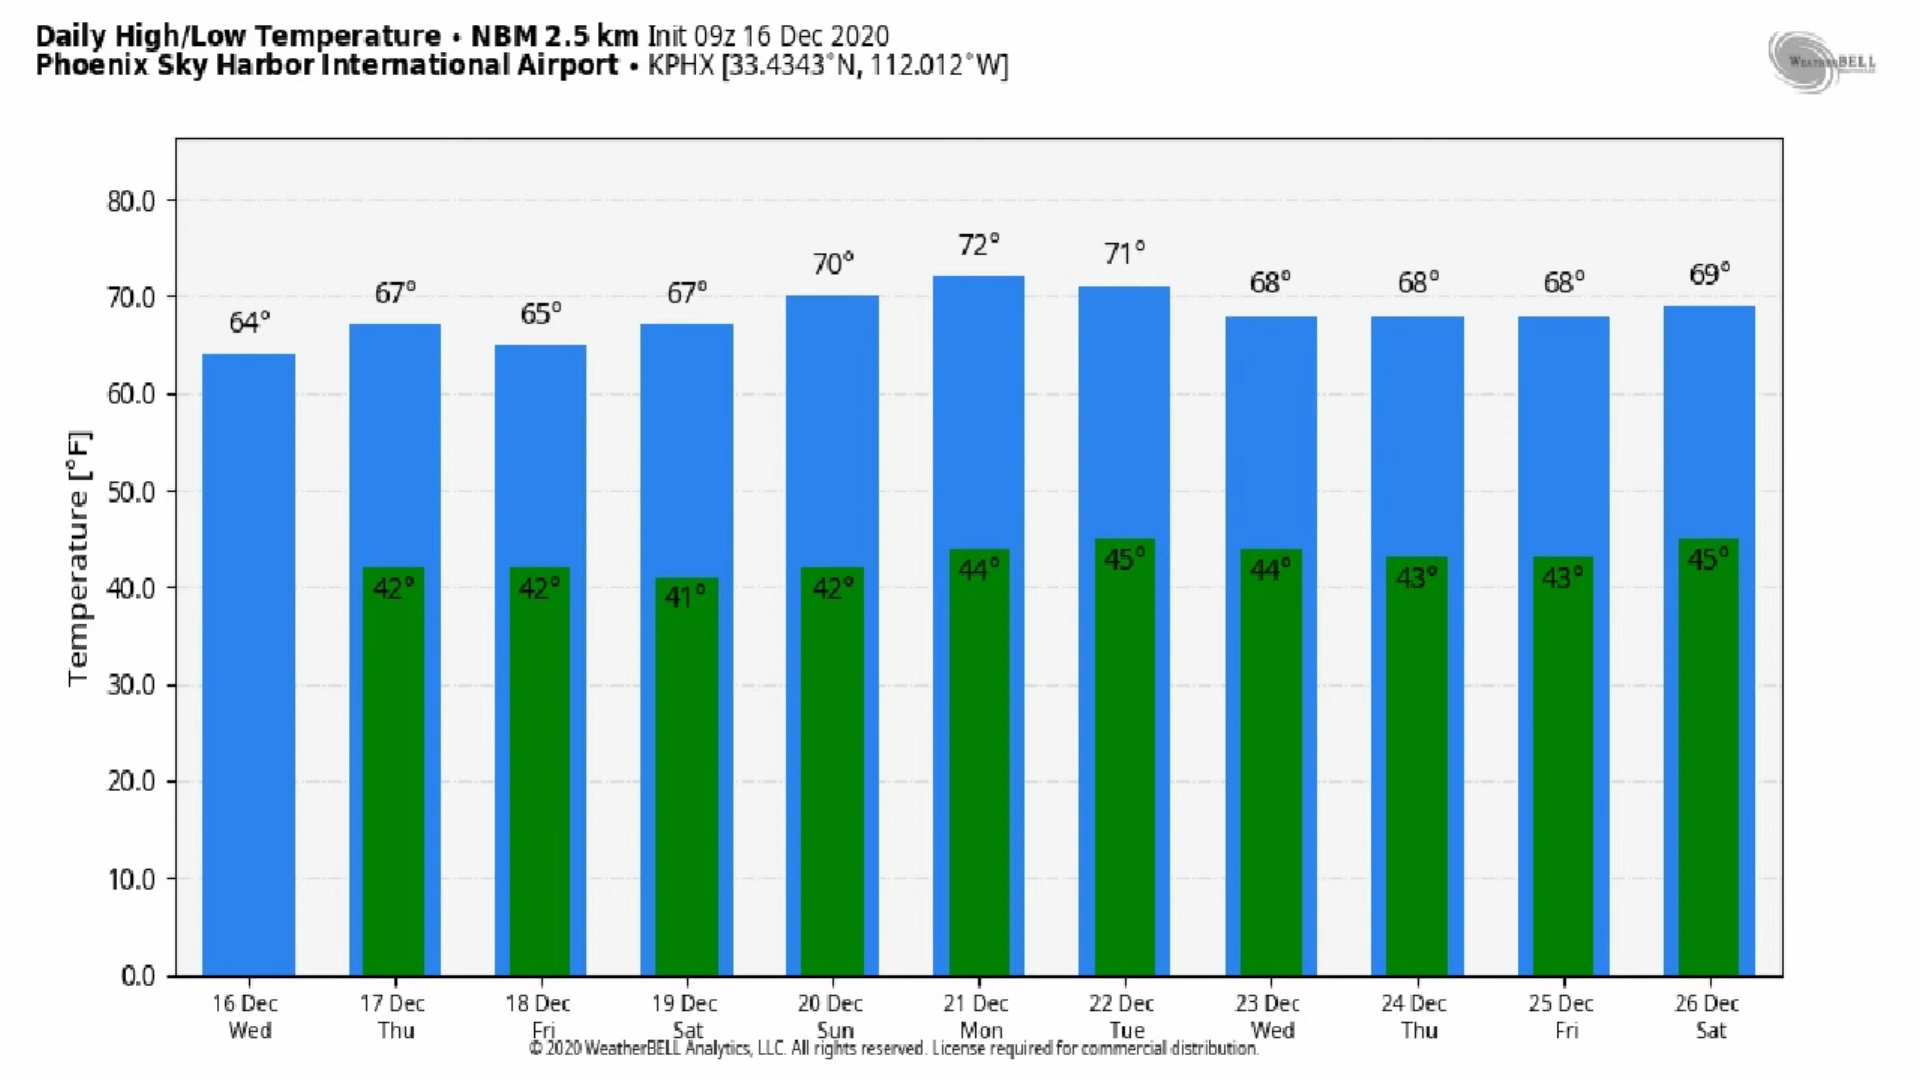 Daily High/Low Temperature • NBM 2.5 km Init 09z 16 Dec 2020
Phoenix Sky Harbor International Airport • KPHX [33.4343°N, 112.012°W]
WEATHERBELL
Temperature [°F]
80.0
70.0
60.0
50.0
40.0
30.0
20.0
10.0
0.0
64° 67° 65° 67° 70° 72° 71° 68° 68° 68° 69°
42° 42° 41° 42° 44° 45° 44° 43° 43° 45°
16 Dec 17 Dec 18 Dec 19 Dec 20 Dec 21 Dec 22 Dec 23 Dec 24 Dec 25 Dec 26 Dec
Wed Thu Fri Sat Sun Mon Tue Wed Thu Fri Sat
© 2020 WeatherBELL Analytics, LLC. All rights reserved. License required for commercial distribution.